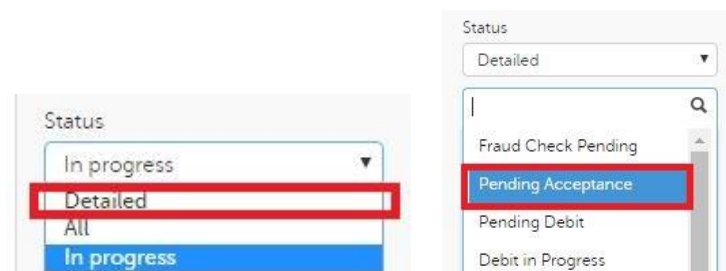 Status
In progress
Detailed
All
In progress
Status
Detailed
Fraud Check Pending
Pending Acceptance
Pending Debit
Debit in Progress